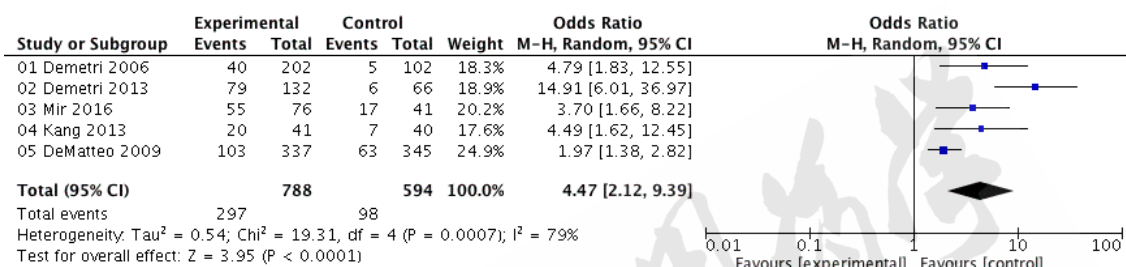 Experimental Control Odds Ratio Odds Ratio
Study or Subgroup Events Total Events Total Weight M-H, Random, 95% CI M-H, Random, 95% CI
01 Demetri 2006 40 202 5 102 18.3% 4.79 [1.83, 12.55]
02 Demetri 2013 79 132 6 66 18.9% 14.91 [6.01, 36.97]
03 Mir 2016 55 76 17 41 20.2% 3.70 [1.66, 8.22]
04 Kang 2013 20 41 7 40 17.6% 4.49 [1.62, 12.45]
05 DeMatteo 2009 103 337 63 345 24.9% 1.97 [1.38, 2.82]
Total (95% CI) 788 594 100.0% 4.47 [2.12, 9.39]
Total events 297 98
Heterogeneity: Tau² = 0.54; Chi² = 19.31, df = 4 (P = 0.0007); I² = 79%
Test for overall effect: Z = 3.95 (P < 0.0001)
0.01 0.1 1 10 100
Favours [experimental] Favours [control]